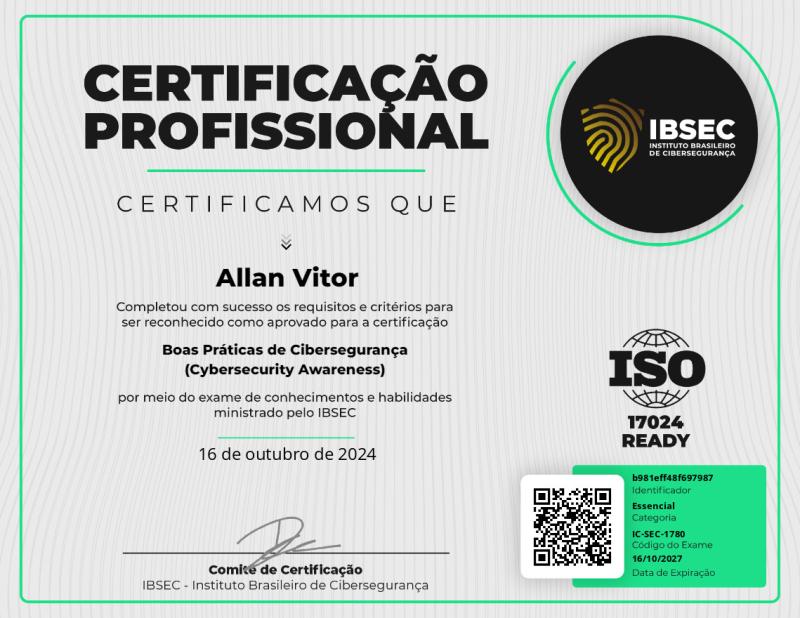 CERTIFICAÇÃO
PROFISSIONAL
IBSEC
INSTITUTO BRASILEIRO
DE CIBERSEGURANÇA
CERTIFICAMOS QUE
Allan Vitor
Completou com sucesso os requisitos e critérios para
ser reconhecido como aprovado para a certificação
Boas Práticas de Cibersegurança
(Cybersecurity Awareness)
por meio do exame de conhecimentos e habilidades
ministrado pelo IBSEC
16 de outubro de 2024
ISO
17024
READY
b981eff48f697987
Identificador
Essencial
Categoria
IC-SEC-1780
Código do Exame
16/10/2027
Data de Expiração
Comitê de Certificação
IBSEC - Instituto Brasileiro de Cibersegurança